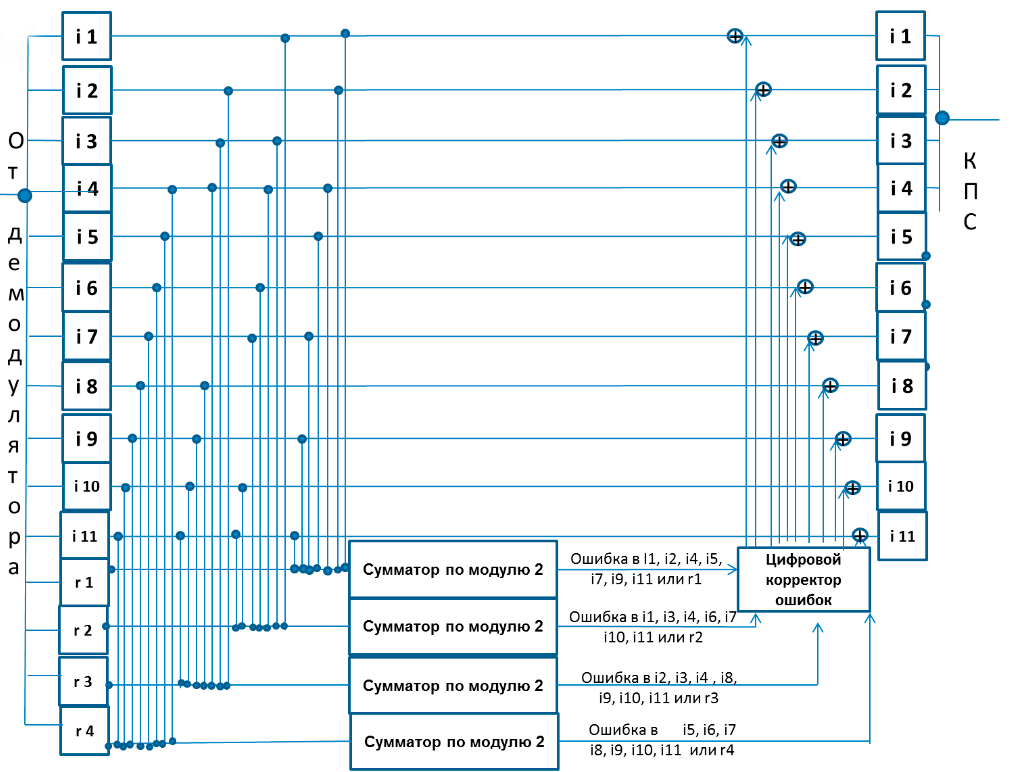 От демодулятора
i 1
i 2
i 3
i 4
i 5
i 6
i 7
i 8
i 9
i 10
i 11
r 1
r 2
r 3
r 4
Сумматор по модулю 2
Ошибка в I1, i2, i4, i5,
i7, i9, i11 или r1
Сумматор по модулю 2
Ошибка в i1, i3, i4, i6, i7
i10, i11 или r2
Сумматор по модулю 2
Ошибка в i2, i3, i4 , i8,
i9, i10, i11 или r3
Сумматор по модулю 2
Ошибка в i5, i6, i7
i8, i9, i10, i11 или r4
Цифровой
корректор
ошибок
i 1
i 2
i 3
i 4
i 5
i 6
i 7
i 8
i 9
i 10
i 11
КПС